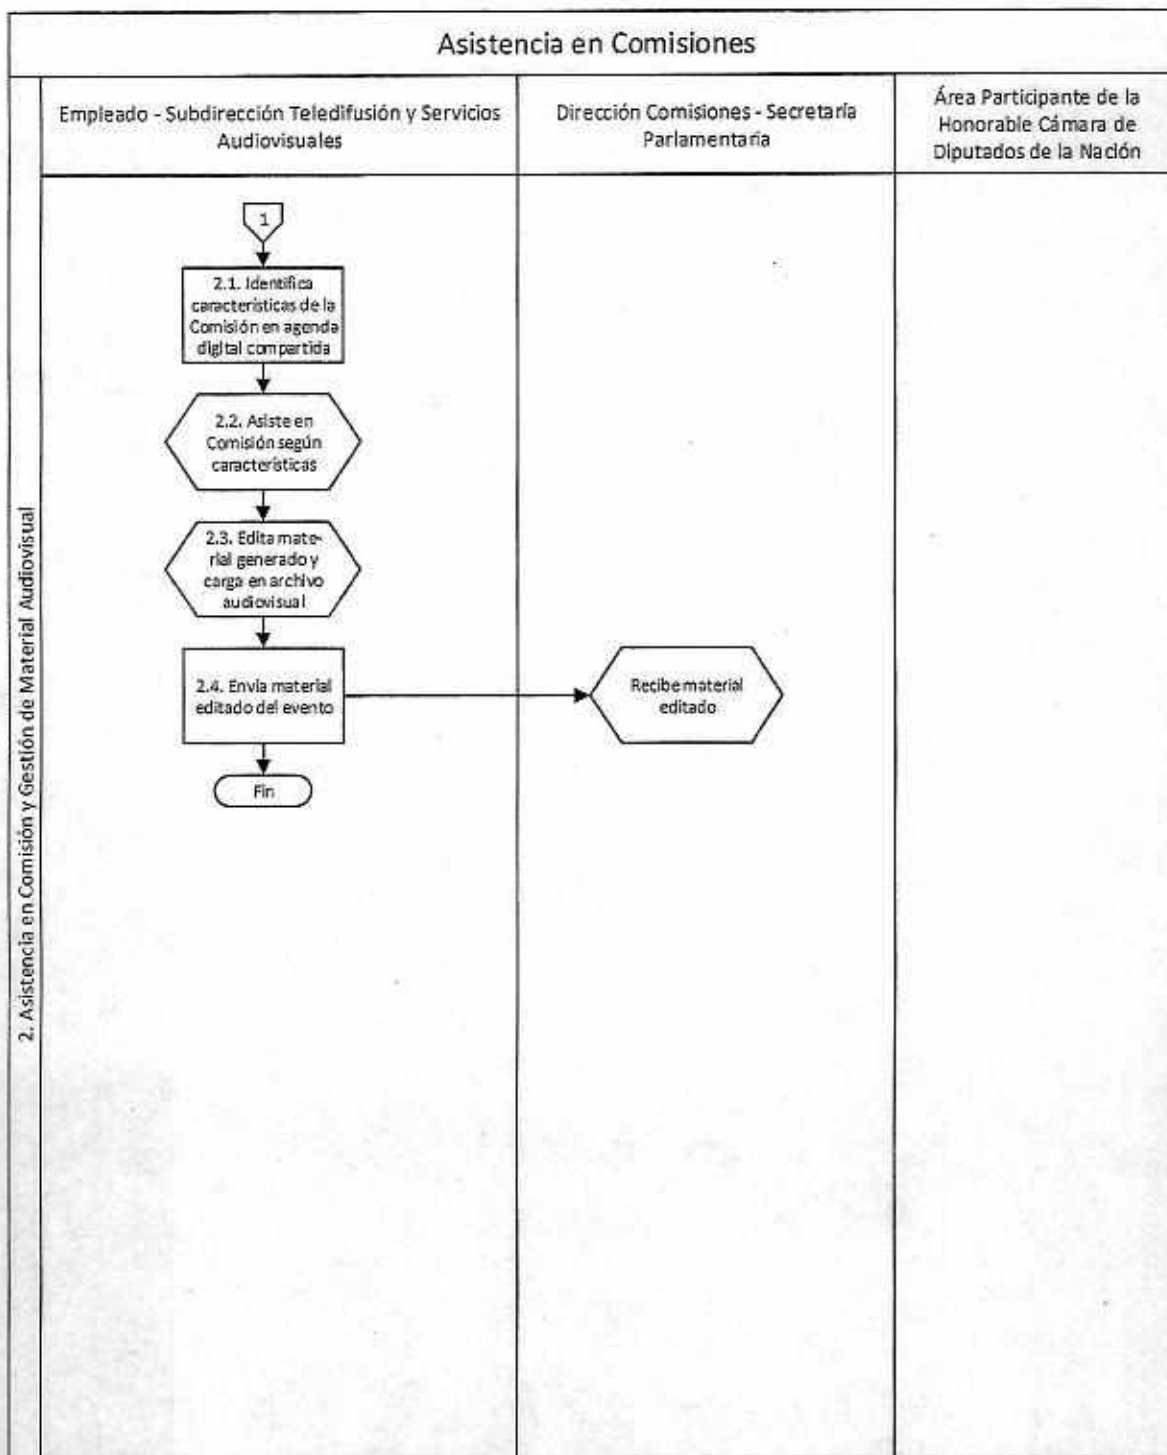 Asistencia en Comisiones
Empleado - Subdirección Teledifusión y Servicios
Audiovisuales
Dirección Comisiones - Secretaría
Parlamentaria
Área Participante de la
Honorable Cámara de
Diputados de la Nación
2. Asistencia en Comisión y Gestión de Material Audiovisual
1
2.1. Identifica
características de la
Comisión en agenda
digital compartida
2.2. Asiste en
Comisión según
características
2.3. Edita mate-
rial generado y
carga en archivo
audiovisual
2.4. Envía material
editado del evento
Recibe material
editado
Fin